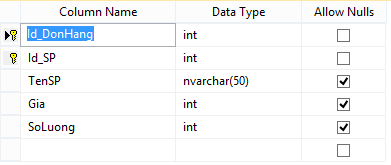 Column Name Data Type Allow Nulls
Id_DonHang int
Id_SP int
TenSP nvarchar(50)
Gia int
SoLuong int